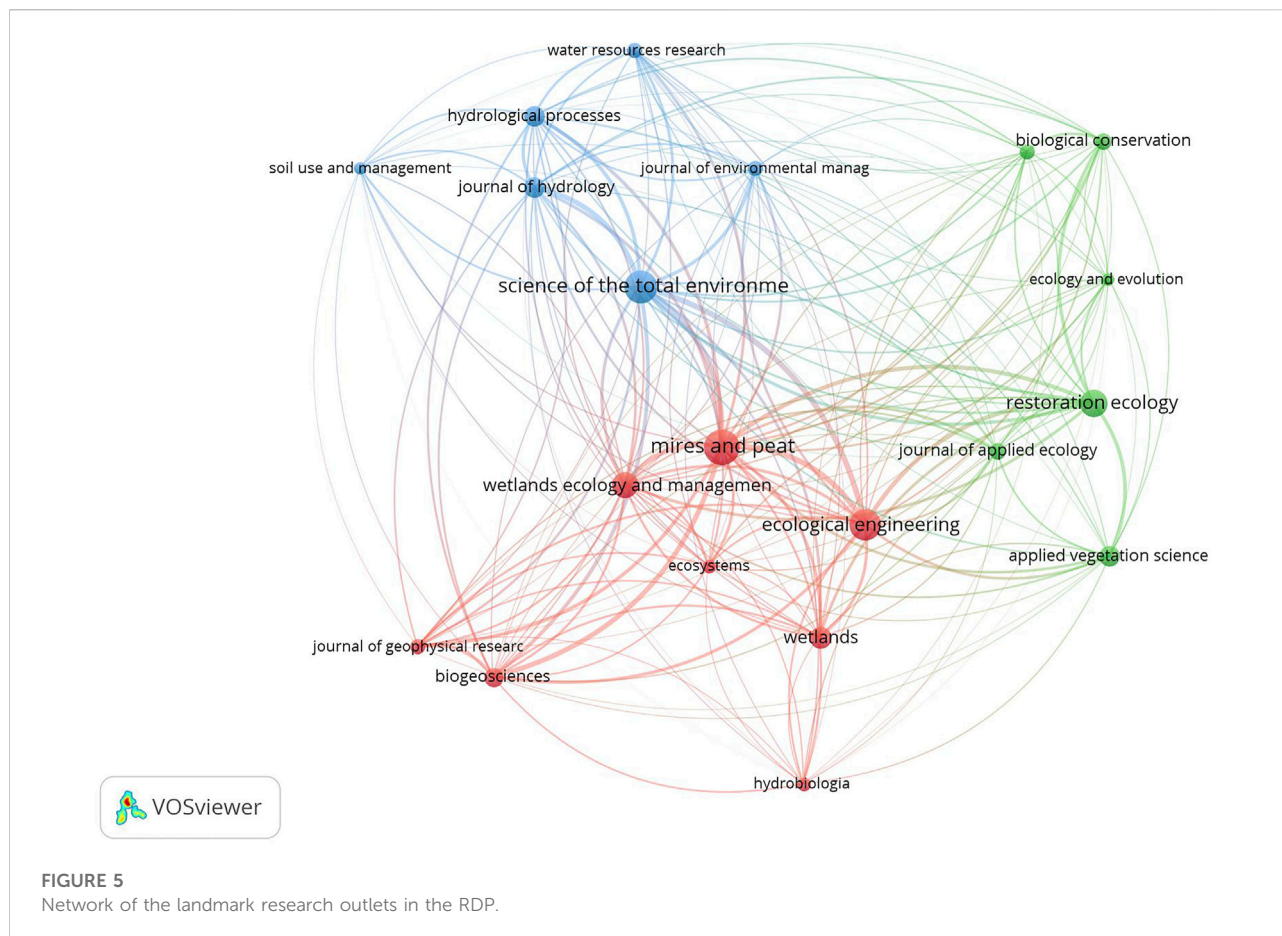 water resources research
hydrological processes
biological conservation
soil use and management
journal of environmental manag
journal of hydrology
ecology and evolution
science of the total environme
restoration ecology
mires and peat
journal of applied ecology
wetlands ecology and managemen
ecological engineering
applied vegetation science
ecosystems
wetlands
journal of geophysical researc
biogeosciences
hydrobiologia
VOSviewer
FIGURE 5
Network of the landmark research outlets in the RDP.